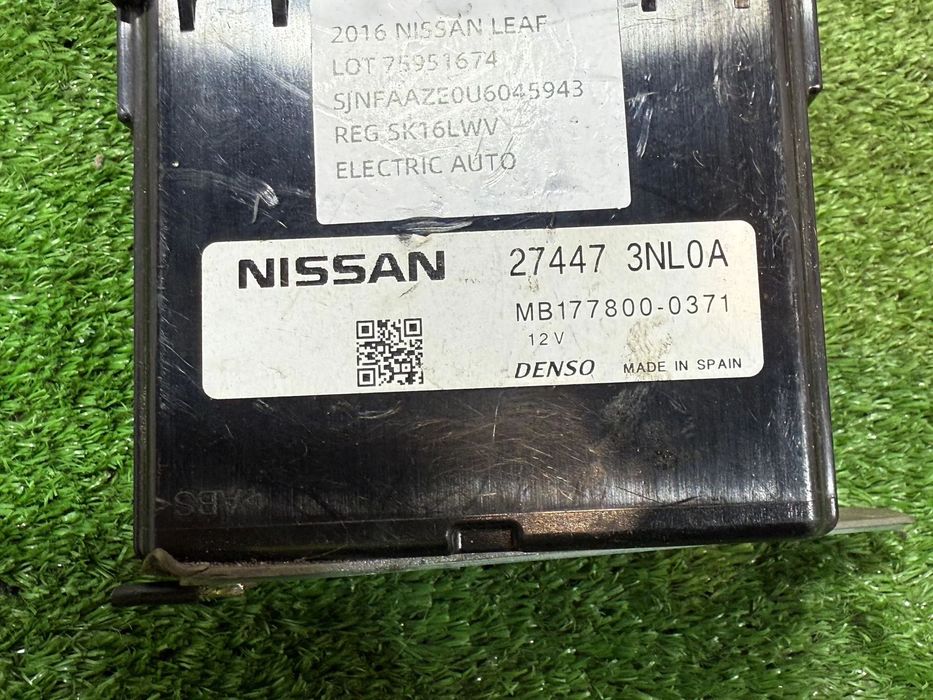 2016 NISSAN LEAF
LOT 75951674
SJNFAAZE0U6045943
REG SK16LWV
ELECTRIC AUTO
NISSAN 27447 3NL0A
MB177800-0371
12V
DENSO MADE IN SPAIN
>ABS